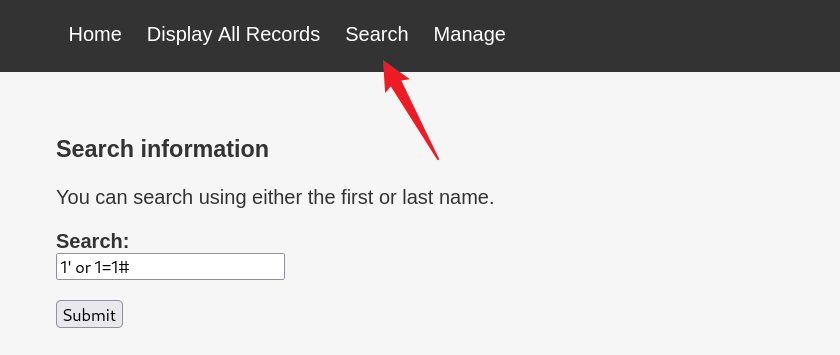 Home Display All Records Search Manage
Search information
You can search using either the first or last name.
Search:
1' or 1=1#
Submit